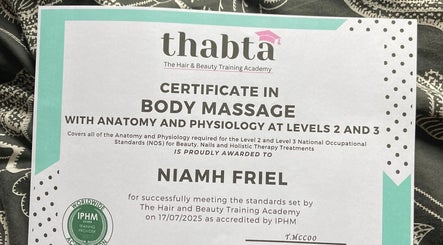 thabta
The Hair & Beauty Training Academy
CERTIFICATE IN
BODY MASSAGE
WITH ANATOMY AND PHYSIOLOGY AT LEVELS 2 AND 3
Covers all of the Anatomy and Physiology required for the Level 2 and Level 3 National Occupational
Standards (NOS) for Beauty, Nails and Holistic Therapy Treatments
IS PROUDLY AWARDED TO
NIAMH FRIEL
for successfully meeting the standards set by
The Hair and Beauty Training Academy
on 17/07/2025 as accredited by IPHM
WORLDWIDE
IPHM
TRAINING
PROVIDER
T.MCCOO